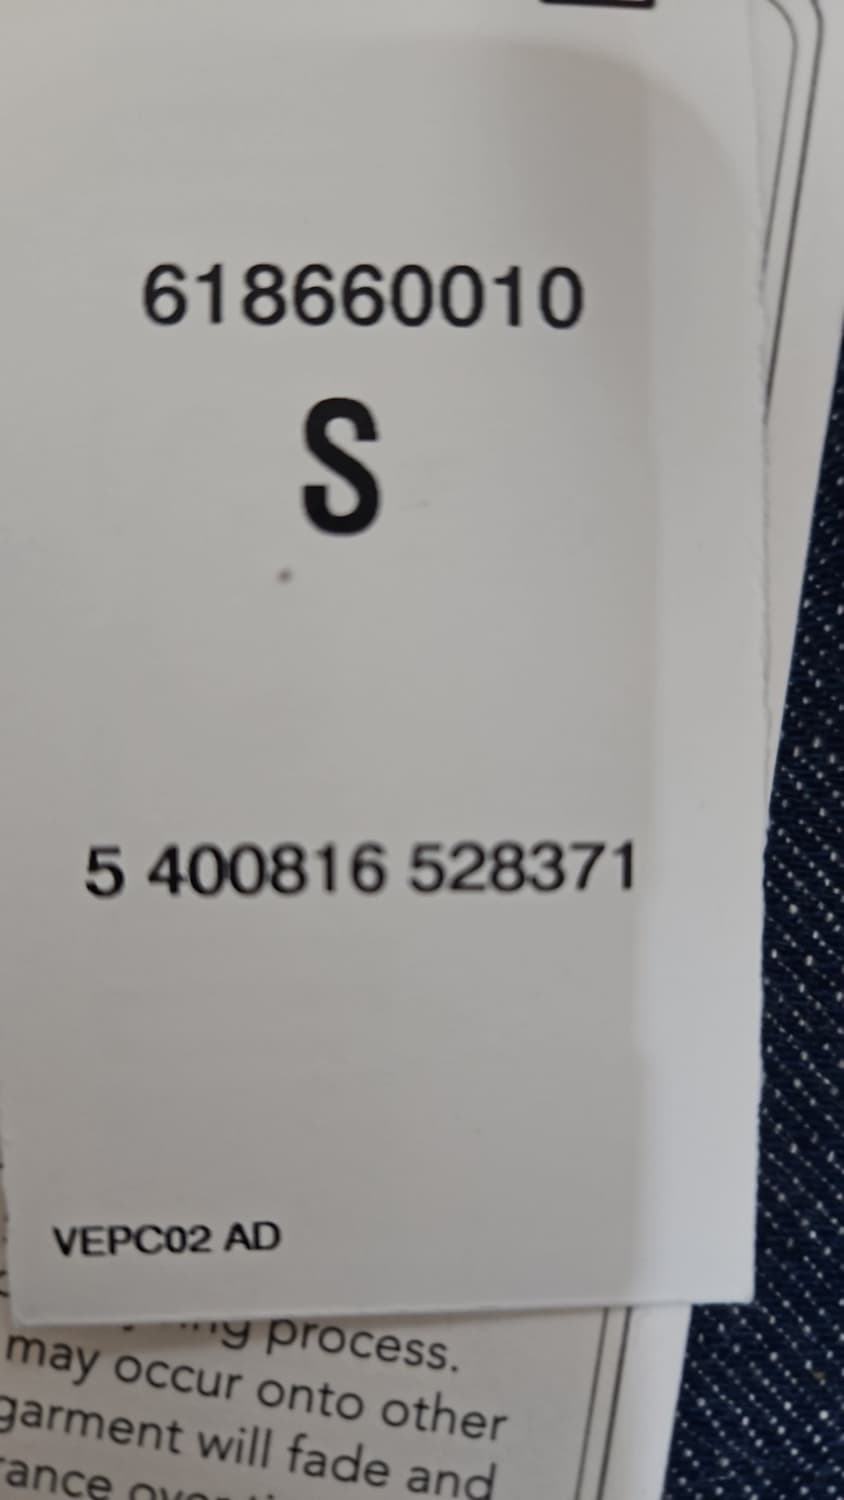 618660010
S
5 400816 528371
VEPC02 AD
process.
may occur onto other
garment will fade and